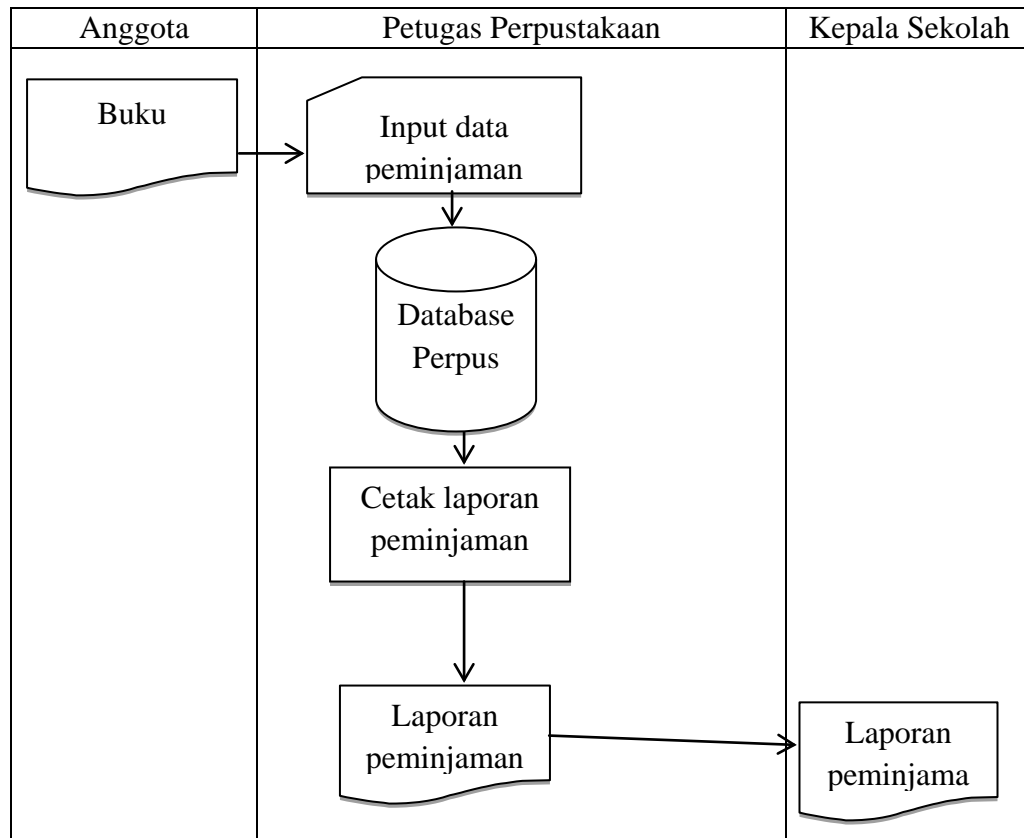 Anggota
Petugas Perpustakaan
Kepala Sekolah
Buku
Input data
peminjaman
Database
Perpus
Cetak laporan
peminjaman
Laporan
peminjaman
Laporan
peminjama